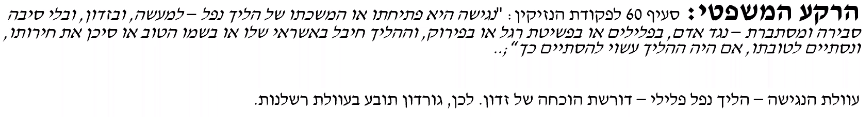 הרקע המשפטי: סעיף 60 לפקודת הנזיקין: "נגישה היא פתיחתו או המשכתו של הליך נפל – למעשה, ובזדון, ובלי סיבה
סבירה ומסתברת – נגד אדם, בפלילים או בפשיטת רגל או בפירוק, וההליך חיבל באשראי שלו או בשמו הטוב או סיכן את חירותו,
ונסתיים לטובתו, אם היה ההליך עשוי להסתיים כך";..
עוולת הנגישה – הליך נפל פלילי – דורשת הוכחה של זדון. לכן, גורדון תובע בעוולת רשלנות.